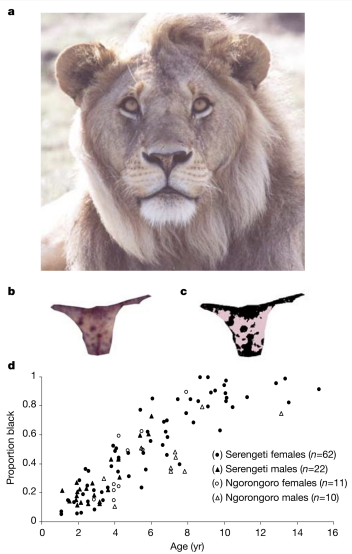 a
b
c
d
Proportion black
1
0.8
0.6
0.4
0.2
0
0 2 4 6 8 10 12 14 16
Age (yr)
Serengeti females (n=62)
Serengeti males (n=22)
Ngorongoro females (n=11)
Ngorongoro males (n=10)